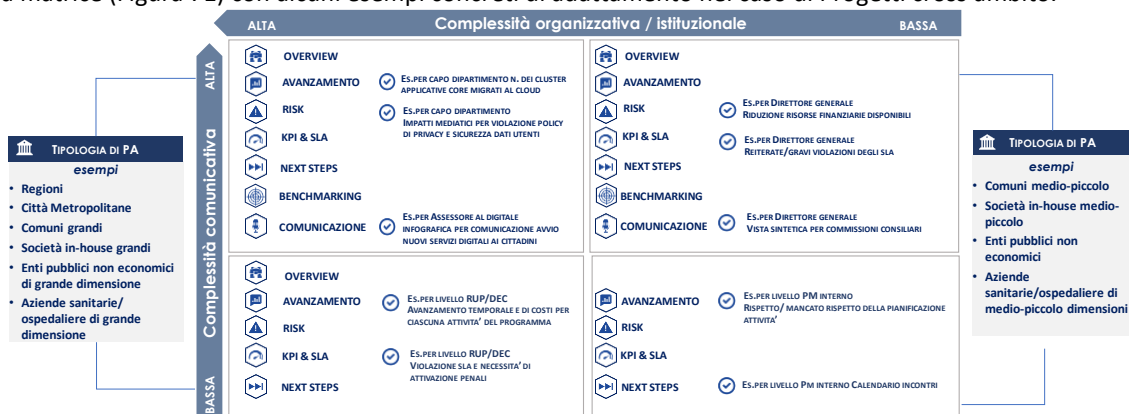 ALTA Complessità organizzativa / istituzionale BASSA
ALTA
Complessità comunicativa
BASSA
TIPOLOGIA DI PA
esempi
• Regioni
• Città Metropolitane
• Comuni grandi
• Società in-house grandi
• Enti pubblici non economici
di grande dimensione
• Aziende sanitarie/
ospedaliere di grande
dimensione
OVERVIEW
AVANZAMENTO
ES.PER CAPO DIPARTIMENTO N. DEI CLUSTER
APPLICATIVE CORE MIGRATI AL CLOUD
RISK
ES.PER CAPO DIPARTIMENTO
IMPATTI MEDIATICI PER VIOLAZIONE POLICY
DI PRIVACY E SICUREZZA DATI UTENTI
KPI & SLA
NEXT STEPS
BENCHMARKING
COMUNICAZIONE
ES.PER ASSESSORE AL DIGITALE
INFOGRAFICA PER COMUNICAZIONE AVVIO
NUOVI SERVIZI DIGITALI AI CITTADINI
OVERVIEW
AVANZAMENTO
RISK
ES.PER DIRETTORE GENERALE
RIDUZIONE RISORSE FINANZIARIE DISPONIBILI
KPI & SLA
ES.PER DIRETTORE GENERALE
REITERATE/GRAVI VIOLAZIONI DEGLI SLA
NEXT STEPS
BENCHMARKING
COMUNICAZIONE
ES.PER DIRETTORE GENERALE
VISTA SINTETICA PER COMMISSIONI CONSILIARI
OVERVIEW
AVANZAMENTO
ES.PER LIVELLO RUP/DEC
AVANZAMENTO TEMPORALE E DI COSTI PER
CIASCUNA ATTIVITA' DEL PROGRAMMA
RISK
KPI & SLA
ES.PER LIVELLO RUP/DEC
VIOLAZIONE SLA E NECESSITA' DI
ATTIVAZIONE PENALI
NEXT STEPS
AVANZAMENTO
ES.PER LIVELLO PM INTERNO
RISPETTO/ MANCATO RISPETTO DELLA PIANIFICAZIONE
ATTIVITA'
RISK
KPI & SLA
NEXT STEPS
ES.PER LIVELLO PM INTERNO CALENDARIO INCONTRI
TIPOLOGIA DI PA
esempi
• Comuni medio-piccolo
• Società in-house medio-
piccolo
• Enti pubblici non
economici
• Aziende
sanitarie/ospedaliere di
medio-piccolo dimensioni